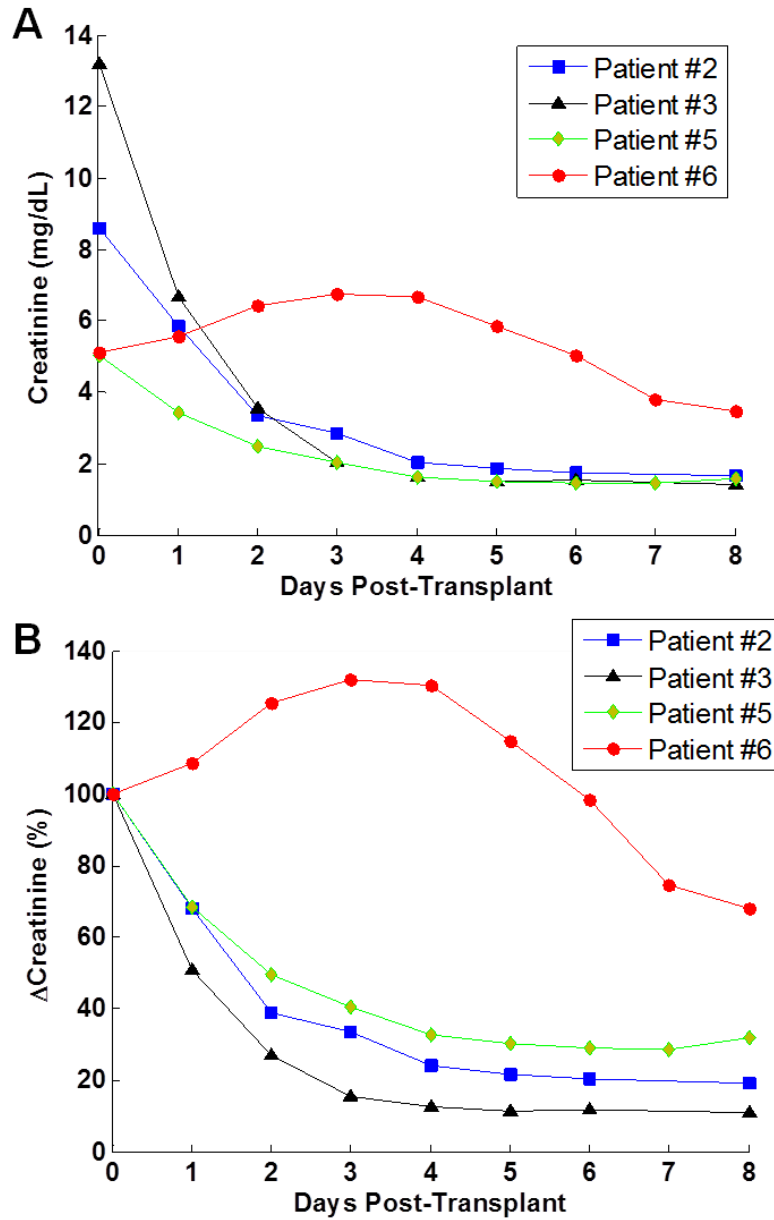 A
14
12
10
8
6
4
2
0
Creatinine (mg/dL)
Patient #2
Patient #3
Patient #5
Patient #6
0 1 2 3 4 5 6 7 8
Days Post-Transplant
B
140
120
100
80
60
40
20
0
ΔCreatinine (%)
Patient #2
Patient #3
Patient #5
Patient #6
0 1 2 3 4 5 6 7 8
Days Post-Transplant